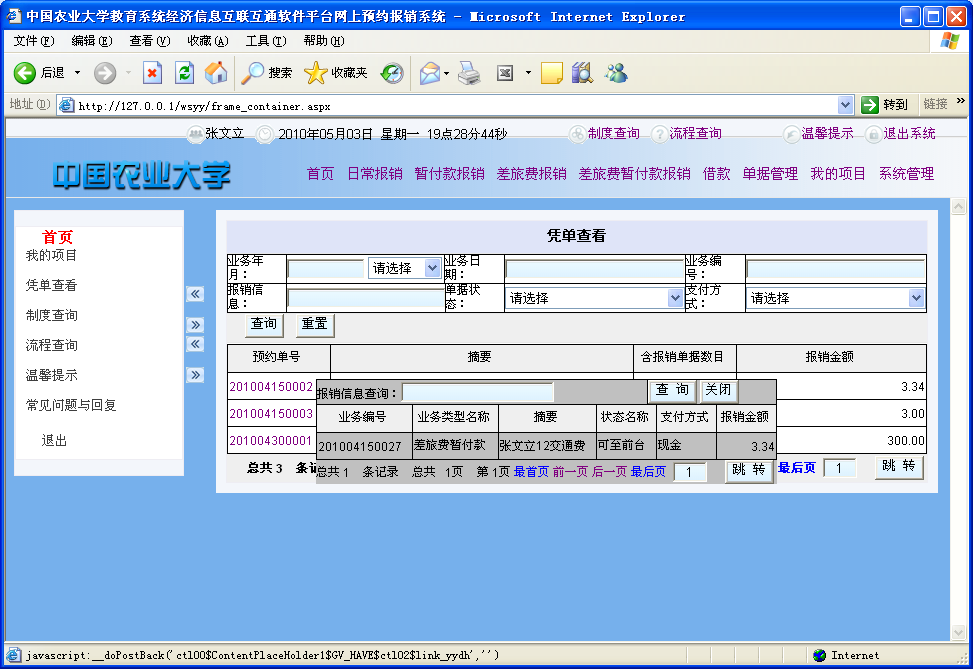 中国农业大学教育系统经济信息互联互通软件平台网上预约报销系统 - Microsoft Internet Explorer
文件(F) 编辑(E) 查看(V) 收藏(A) 工具(T) 帮助(H)
后退 搜索 收藏夹
地址(D) http://127.0.0.1/wsyy/frame_container.aspx 转到 链接 »
张文立 2010年05月03日 星期一 19点28分44秒 制度查询 流程查询 温馨提示 退出系统
中国农业大学 首页 日常报销 暂付款报销 差旅费报销 差旅费暂付款报销 借款 单据管理 我的项目 系统管理
首页
我的项目
凭单查看
制度查询
流程查询
温馨提示
常见问题与回复
退出
«
»
«
»
凭单查看
业务年月： 请选择 业务日期： 业务编号：
报销信息： 单据状态： 请选择 支付方式： 请选择
查询 重置
预约单号 摘要 含报销单据数目 报销金额
201004150002 3.34
201004150003 3.00
201004300001 300.00
总共 3 条记 最后页 1 跳 转
报销信息查询： 查 询 关闭
业务编号 业务类型名称 摘要 状态名称 支付方式 报销金额
201004150027 差旅费暂付款 张文立12交通费 可至前台 现金 3.34
总共 1 条记录 总共 1页 第 1页 最首页 前一页 后一页 最后页 1 跳 转
javascript:__doPostBack('ctl00$ContentPlaceHolder1$GV_HAVE$ctl02$link_yydh','') Internet